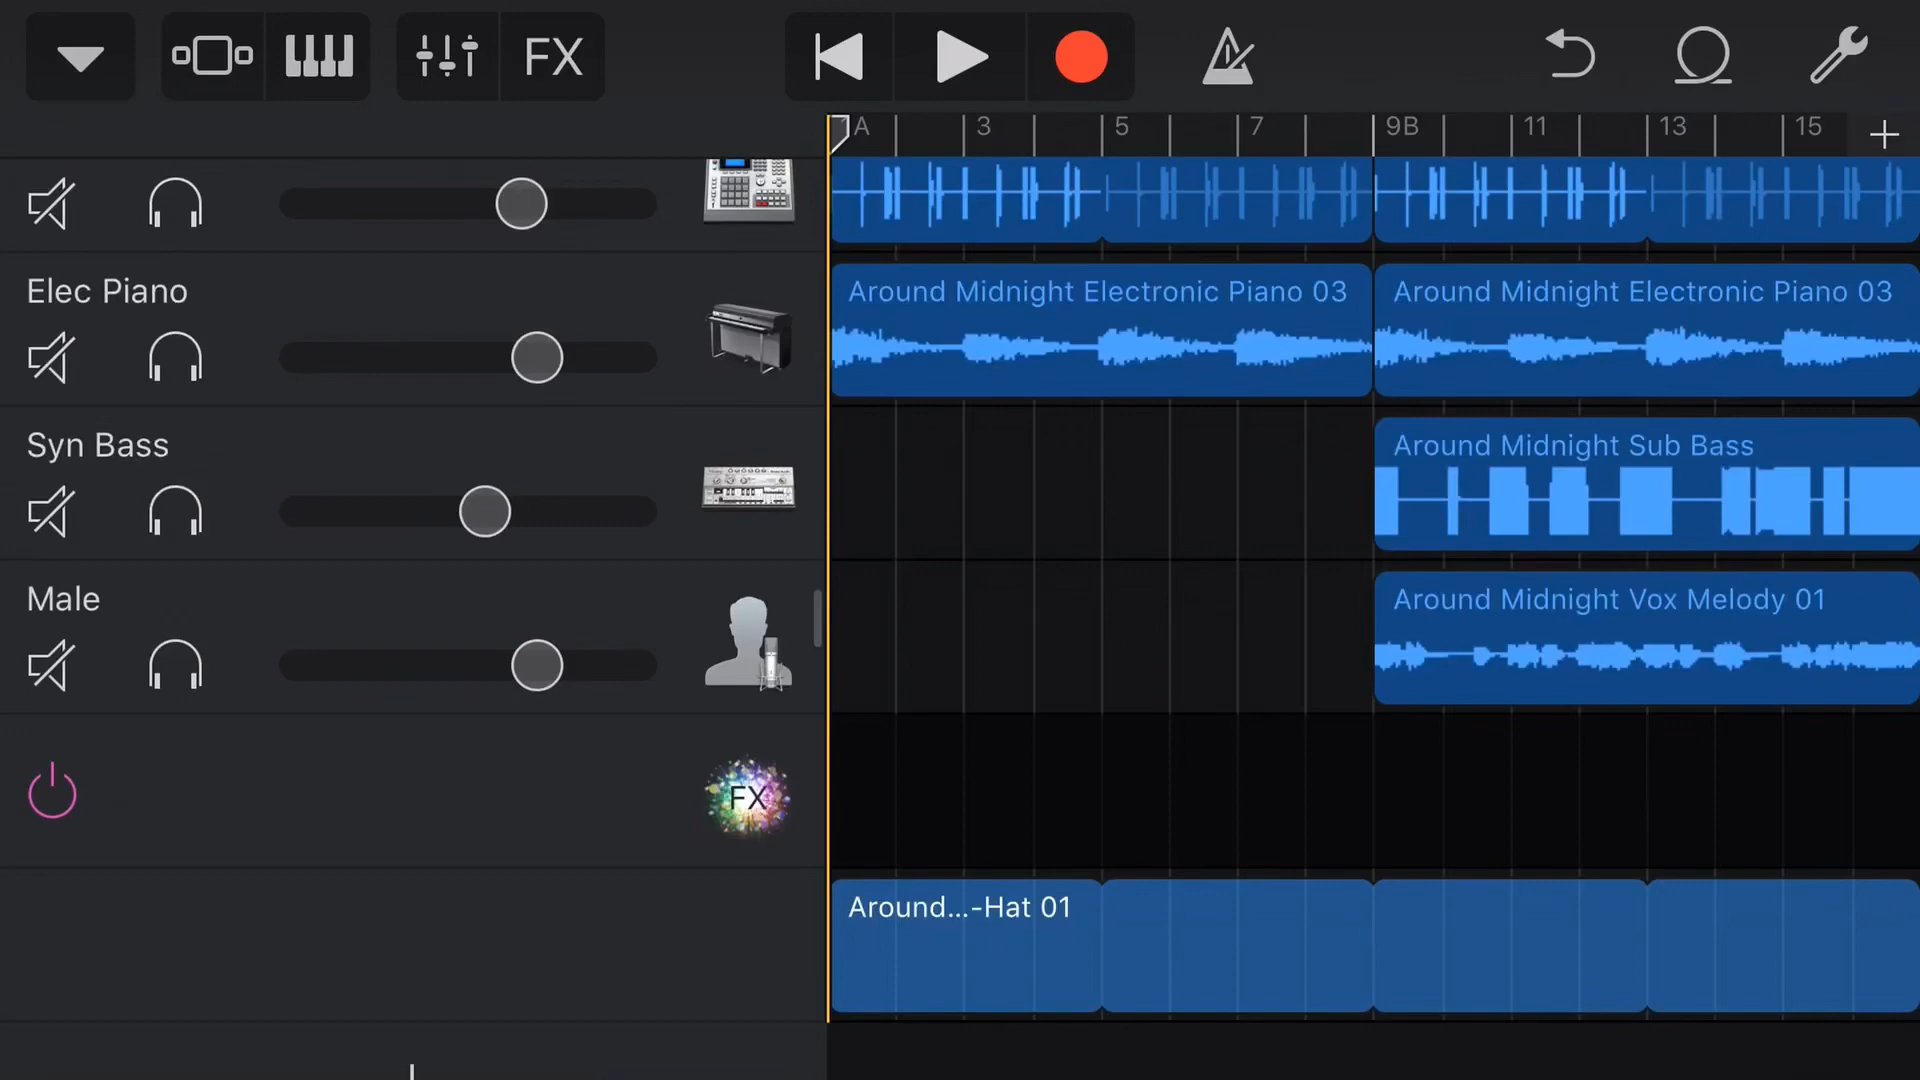 FX
A 3 5 7 9B 11 13 15
Elec Piano
Around Midnight Electronic Piano 03
Around Midnight Electronic Piano 03
Syn Bass
Around Midnight Sub Bass
Male
Around Midnight Vox Melody 01
FX
Around...-Hat 01